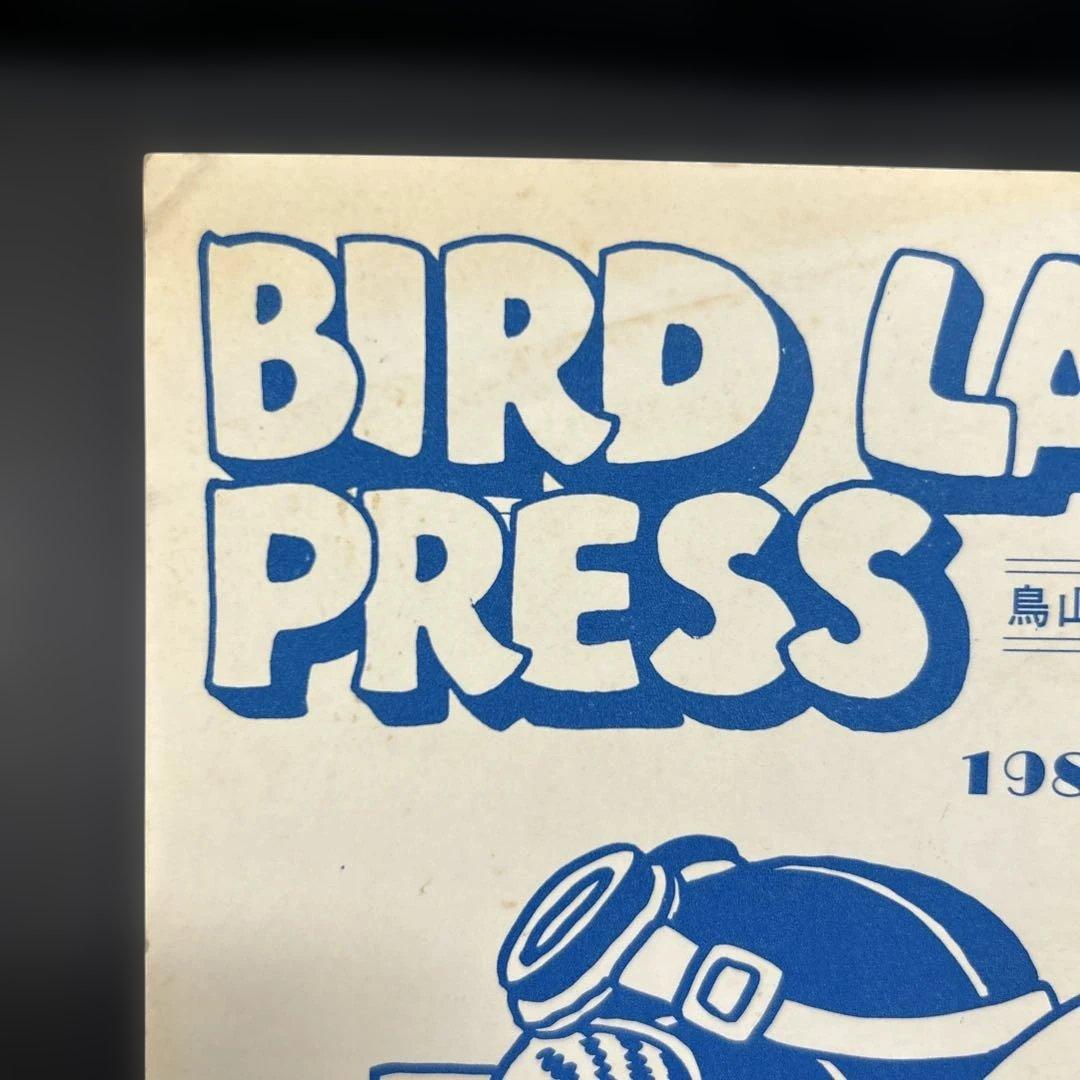 BIRD LA
PRESS
鳥山
198